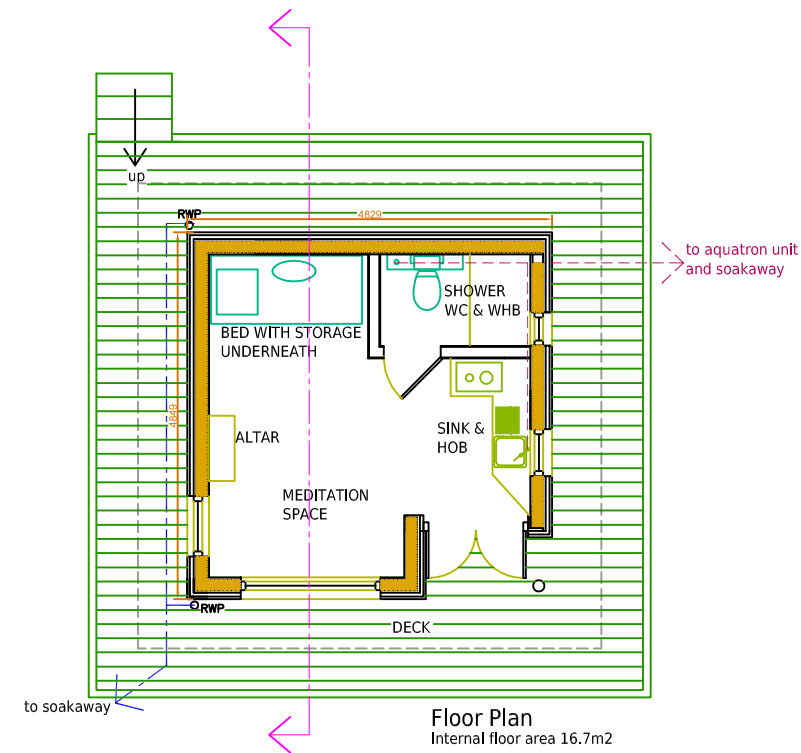 up
RWP
4829
to aquatron unit
and soakaway
SHOWER
WC & WHB
BED WITH STORAGE
UNDERNEATH
4849
ALTAR
SINK &
HOB
MEDITATION
SPACE
RWP
DECK
to soakaway
Floor Plan
Internal floor area 16.7m2